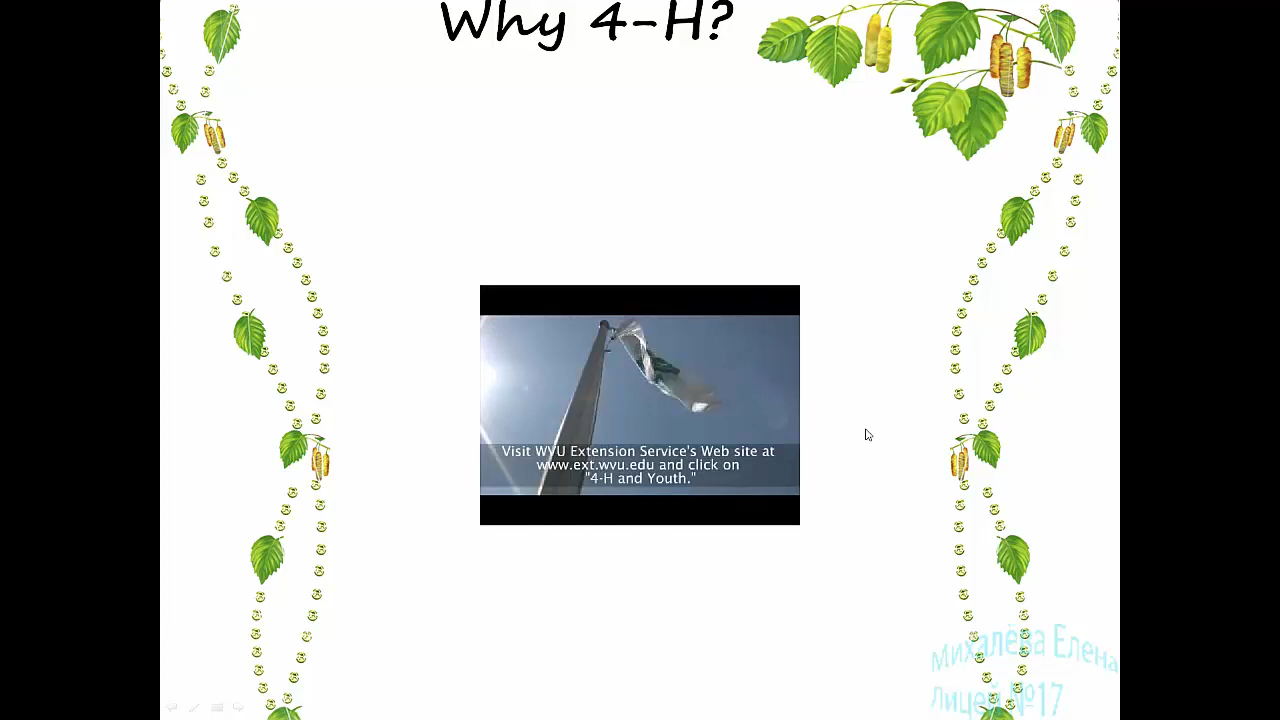 Why 4-H?
Visit WVU Extension Service's Web site at
www.ext.wvu.edu and click on
"4-H and Youth."
Михалёва Елена
Лицей №17